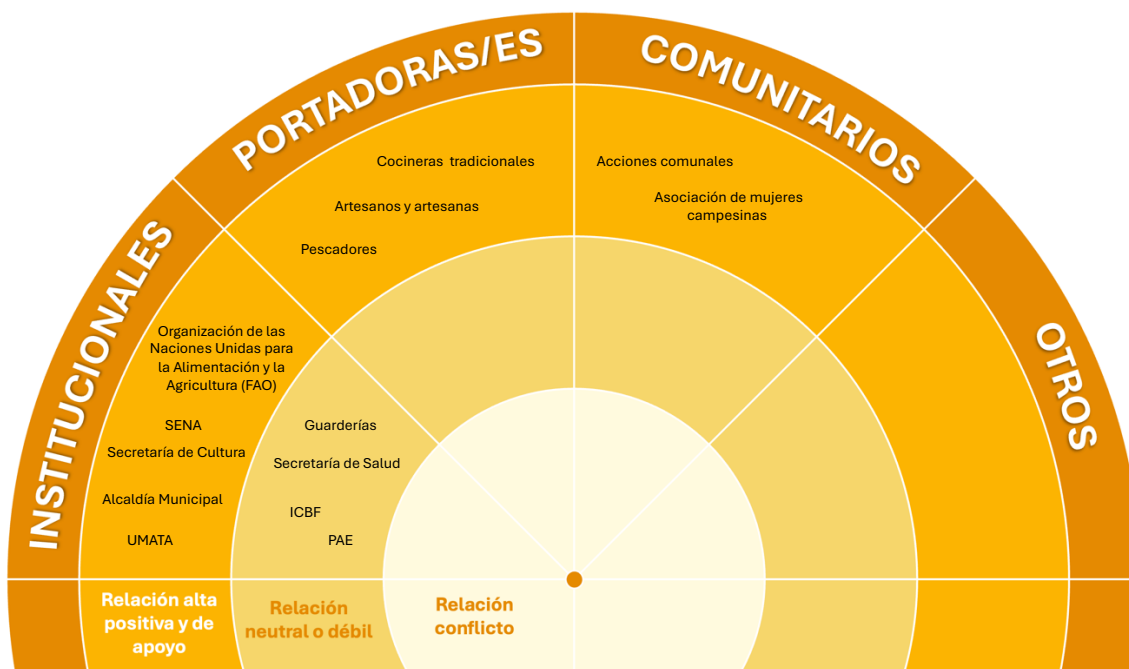 PORTADORAS/ES
COMUNITARIOS
INSTITUCIONALES
OTROS
Cocineras tradicionales
Artesanos y artesanas
Pescadores
Acciones comunales
Asociación de mujeres
campesinas
Organización de las
Naciones Unidas para
la Alimentación y la
Agricultura (FAO)
SENA
Secretaría de Cultura
Alcaldía Municipal
UMATA
Guarderías
Secretaría de Salud
ICBF
PAE
Relación alta
positiva y de
apoyo
Relación
neutral o débil
Relación
conflicto